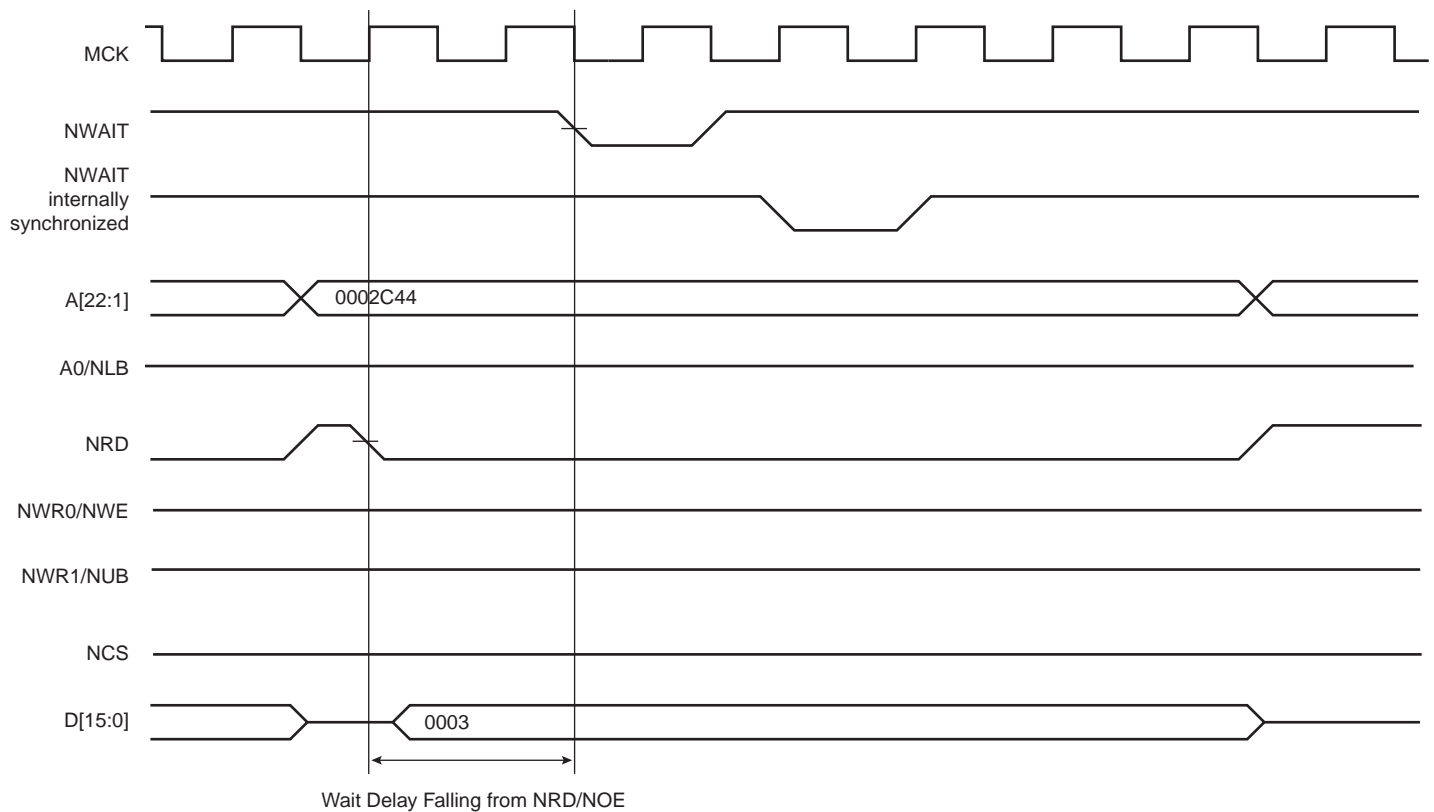 MCK
NWAIT
NWAIT
internally
synchronized
A[22:1]
0002C44
A0/NLB
NRD
NWR0/NWE
NWR1/NUB
NCS
D[15:0]
0003
Wait Delay Falling from NRD/NOE